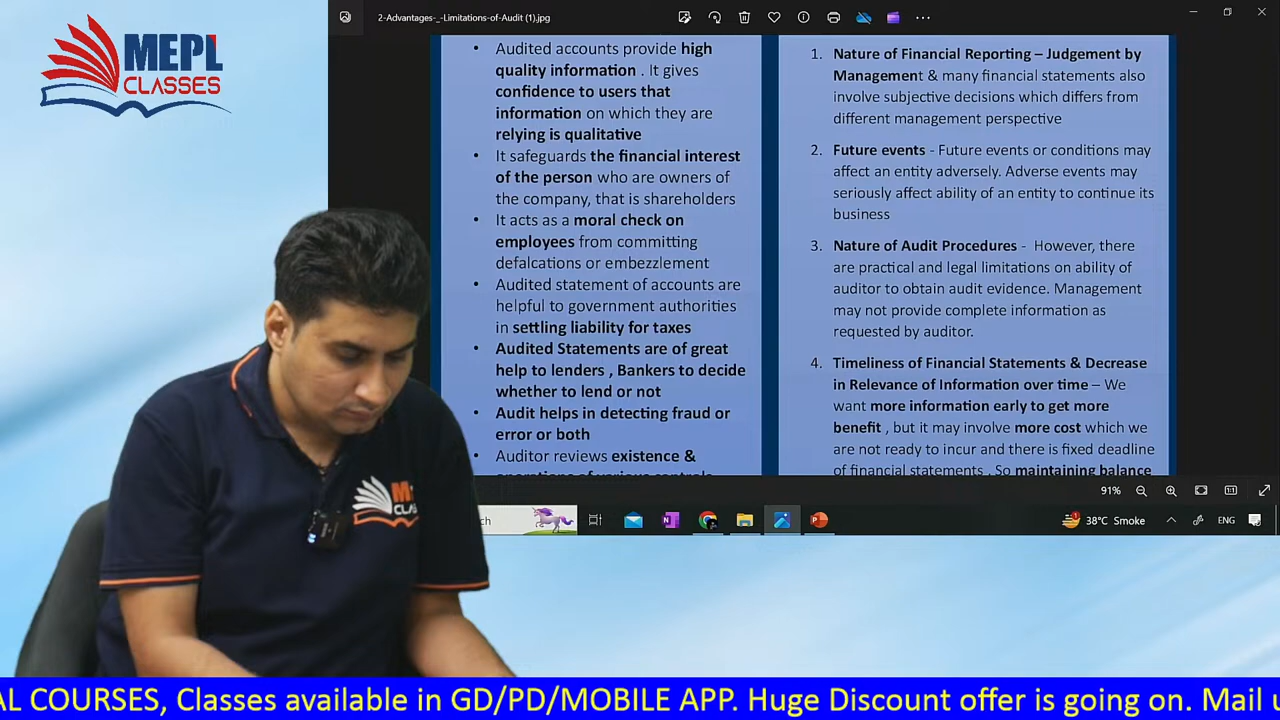 MEPL
CLASSES
2-Advantages-_-Limitations-of-Audit (1).jpg
• Audited accounts provide high
quality information . It gives
confidence to users that
information on which they are
relying is qualitative
• It safeguards the financial interest
of the person who are owners of
the company, that is shareholders
• It acts as a moral check on
employees from committing
defalcations or embezzlement
• Audited statement of accounts are
helpful to government authorities
in settling liability for taxes
• Audited Statements are of great
help to lenders , Bankers to decide
whether to lend or not
• Audit helps in detecting fraud or
error or both
• Auditor reviews existence &
1. Nature of Financial Reporting – Judgement by
Management & many financial statements also
involve subjective decisions which differs from
different management perspective
2. Future events - Future events or conditions may
affect an entity adversely. Adverse events may
seriously affect ability of an entity to continue its
business
3. Nature of Audit Procedures - However, there
are practical and legal limitations on ability of
auditor to obtain audit evidence. Management
may not provide complete information as
requested by auditor.
4. Timeliness of Financial Statements & Decrease
in Relevance of Information over time – We
want more information early to get more
benefit , but it may involve more cost which we
are not ready to incur and there is fixed deadline
of financial statements . So maintaining balance
91%
38°C Smoke
ENG
AL COURSES, Classes available in GD/PD/MOBILE APP. Huge Discount offer is going on. Mail u